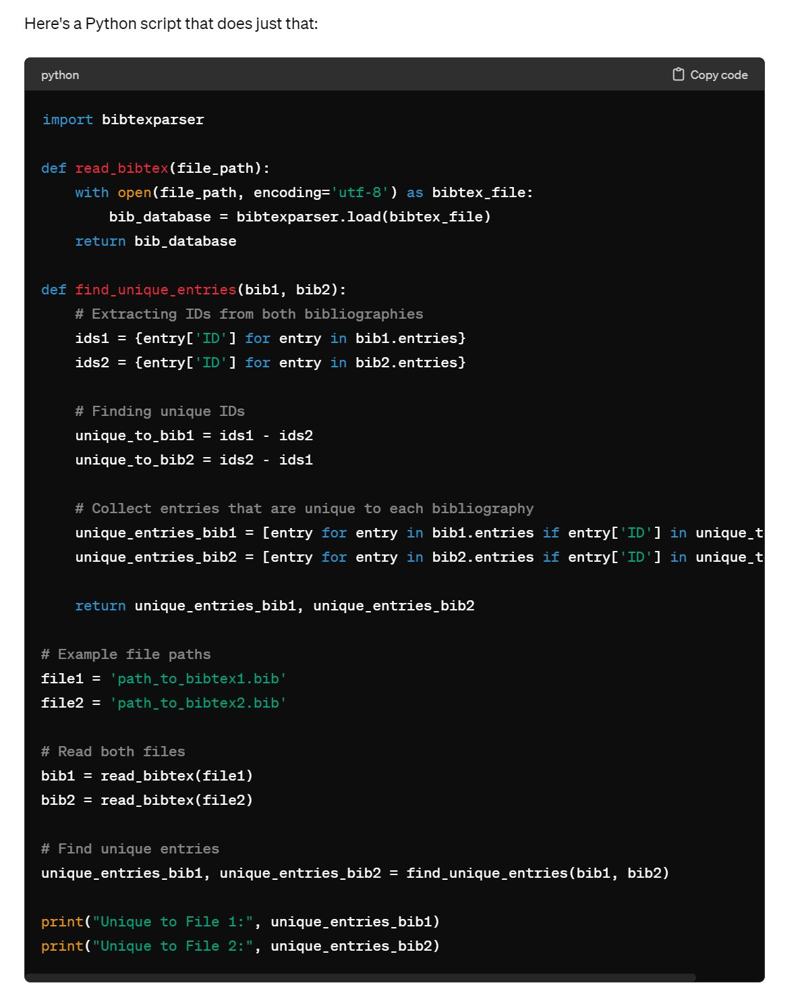 Here's a Python script that does just that:
python
Copy code
import bibtexparser
def read_bibtex(file_path):
    with open(file_path, encoding='utf-8') as bibtex_file:
        bib_database = bibtexparser.load(bibtex_file)
    return bib_database
def find_unique_entries(bib1, bib2):
    # Extracting IDs from both bibliographies
    ids1 = {entry['ID'] for entry in bib1.entries}
    ids2 = {entry['ID'] for entry in bib2.entries}
    # Finding unique IDs
    unique_to_bib1 = ids1 - ids2
    unique_to_bib2 = ids2 - ids1
    # Collect entries that are unique to each bibliography
    unique_entries_bib1 = [entry for entry in bib1.entries if entry['ID'] in unique_t
    unique_entries_bib2 = [entry for entry in bib2.entries if entry['ID'] in unique_t
    return unique_entries_bib1, unique_entries_bib2
# Example file paths
file1 = 'path_to_bibtex1.bib'
file2 = 'path_to_bibtex2.bib'
# Read both files
bib1 = read_bibtex(file1)
bib2 = read_bibtex(file2)
# Find unique entries
unique_entries_bib1, unique_entries_bib2 = find_unique_entries(bib1, bib2)
print("Unique to File 1:", unique_entries_bib1)
print("Unique to File 2:", unique_entries_bib2)